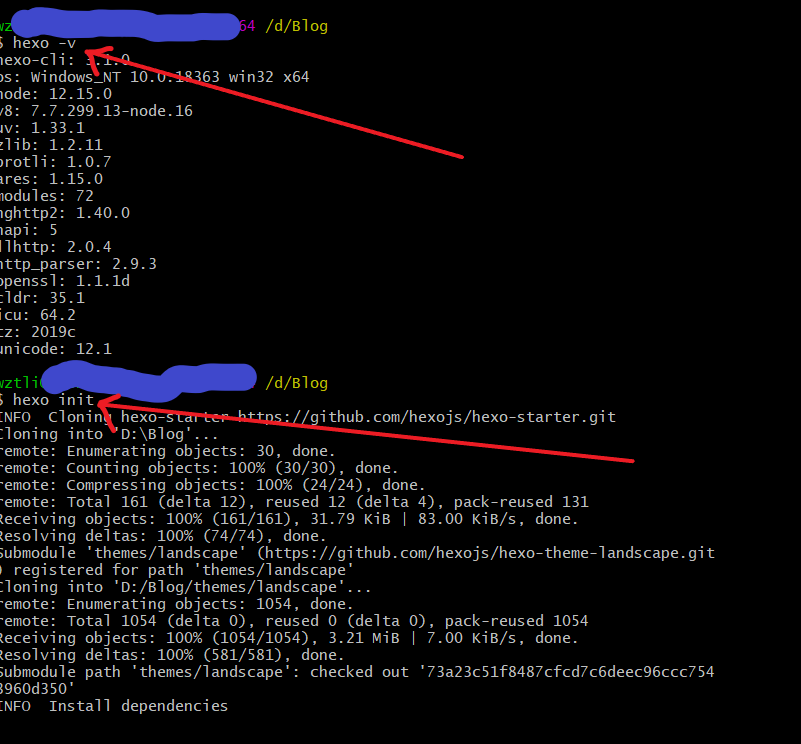 wz 64 /d/Blog
$ hexo -v
hexo-cli: 3.1.0
os: Windows_NT 10.0.18363 win32 x64
node: 12.15.0
v8: 7.7.299.13-node.16
uv: 1.33.1
zlib: 1.2.11
brotli: 1.0.7
ares: 1.15.0
modules: 72
nghttp2: 1.40.0
napi: 5
llhttp: 2.0.4
http_parser: 2.9.3
openssl: 1.1.1d
cldr: 35.1
icu: 64.2
tz: 2019c
unicode: 12.1
wztli /d/Blog
$ hexo init
INFO  Cloning hexo-starter https://github.com/hexojs/hexo-starter.git
Cloning into 'D:\Blog'...
remote: Enumerating objects: 30, done.
remote: Counting objects: 100% (30/30), done.
remote: Compressing objects: 100% (24/24), done.
remote: Total 161 (delta 12), reused 12 (delta 4), pack-reused 131
Receiving objects: 100% (161/161), 31.79 KiB | 83.00 KiB/s, done.
Resolving deltas: 100% (74/74), done.
Submodule 'themes/landscape' (https://github.com/hexojs/hexo-theme-landscape.git
) registered for path 'themes/landscape'
Cloning into 'D:/Blog/themes/landscape'...
remote: Enumerating objects: 1054, done.
remote: Total 1054 (delta 0), reused 0 (delta 0), pack-reused 1054
Receiving objects: 100% (1054/1054), 3.21 MiB | 7.00 KiB/s, done.
Resolving deltas: 100% (581/581), done.
Submodule path 'themes/landscape': checked out '73a23c51f8487cfcd7c6deec96ccc754
3960d350'
INFO  Install dependencies